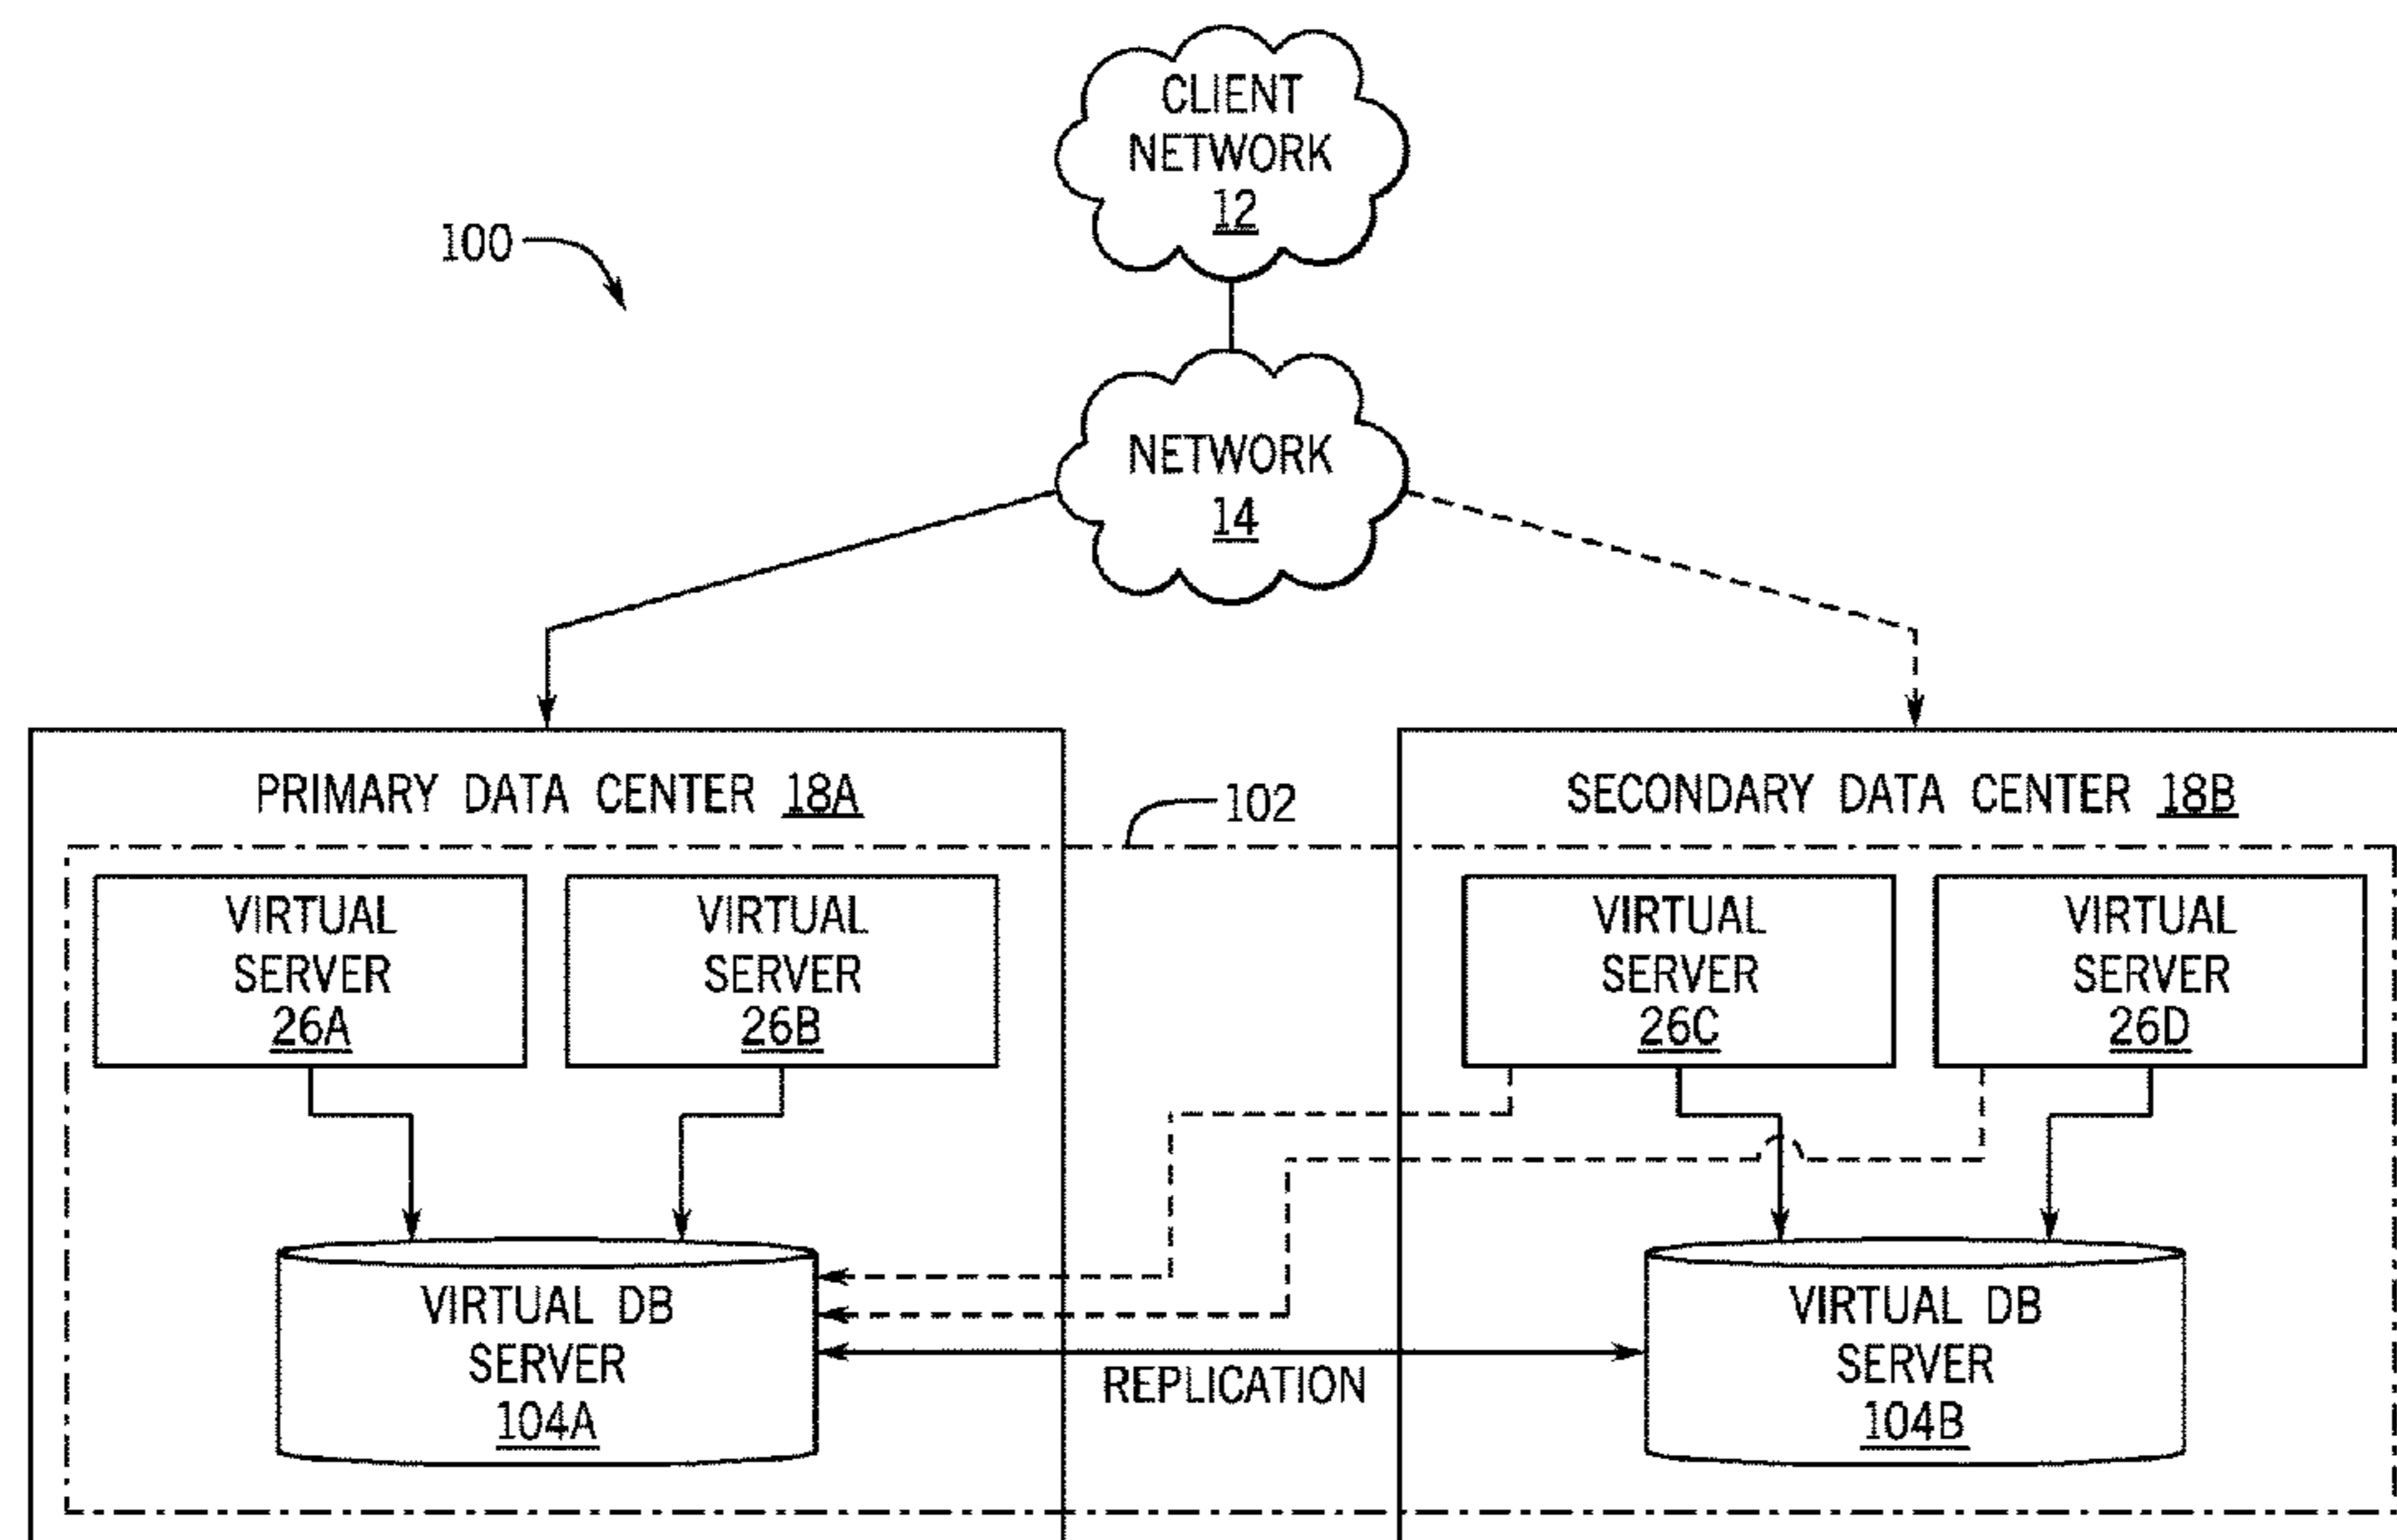 CLIENT
NETWORK
12
100
NETWORK
14
PRIMARY DATA CENTER 18A
102
SECONDARY DATA CENTER 18B
VIRTUAL
SERVER
26A
VIRTUAL
SERVER
26B
VIRTUAL
SERVER
26C
VIRTUAL
SERVER
26D
VIRTUAL DB
SERVER
104A
REPLICATION
VIRTUAL DB
SERVER
104B